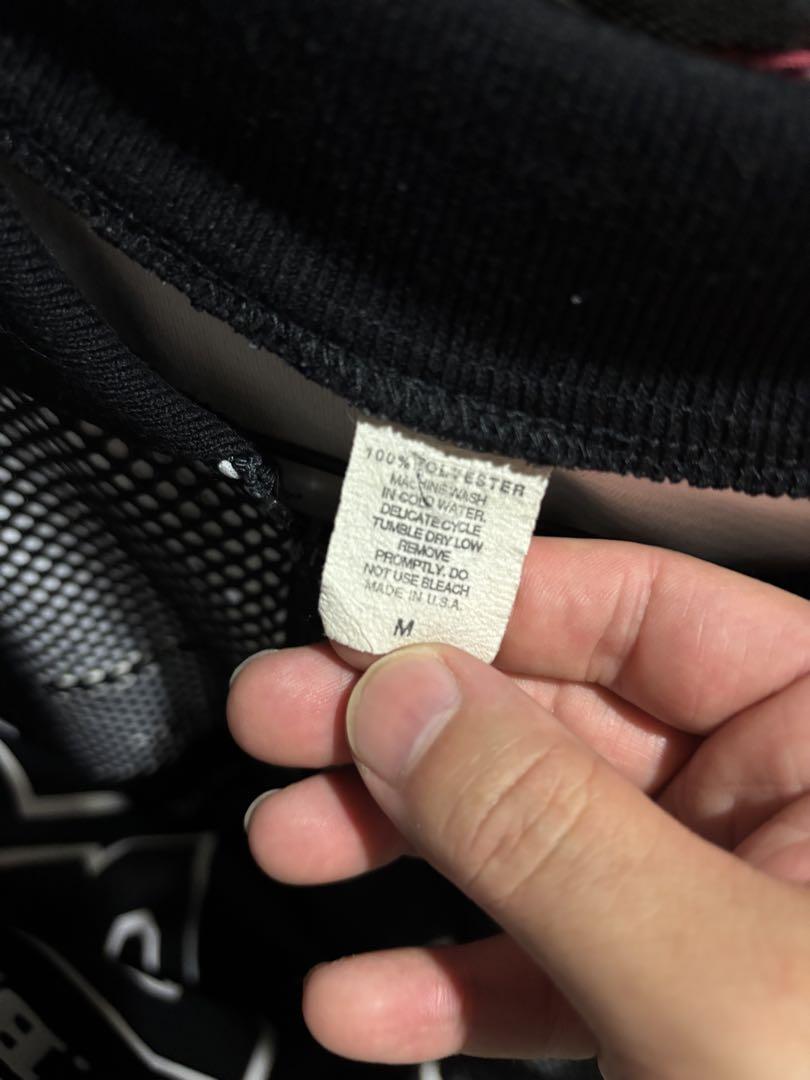 100% POLYESTER
MACHINE WASH
IN COLD WATER.
DELICATE CYCLE
TUMBLE DRY LOW
REMOVE
PROMPTLY. DO
NOT USE BLEACH
MADE IN U.S.A.
M